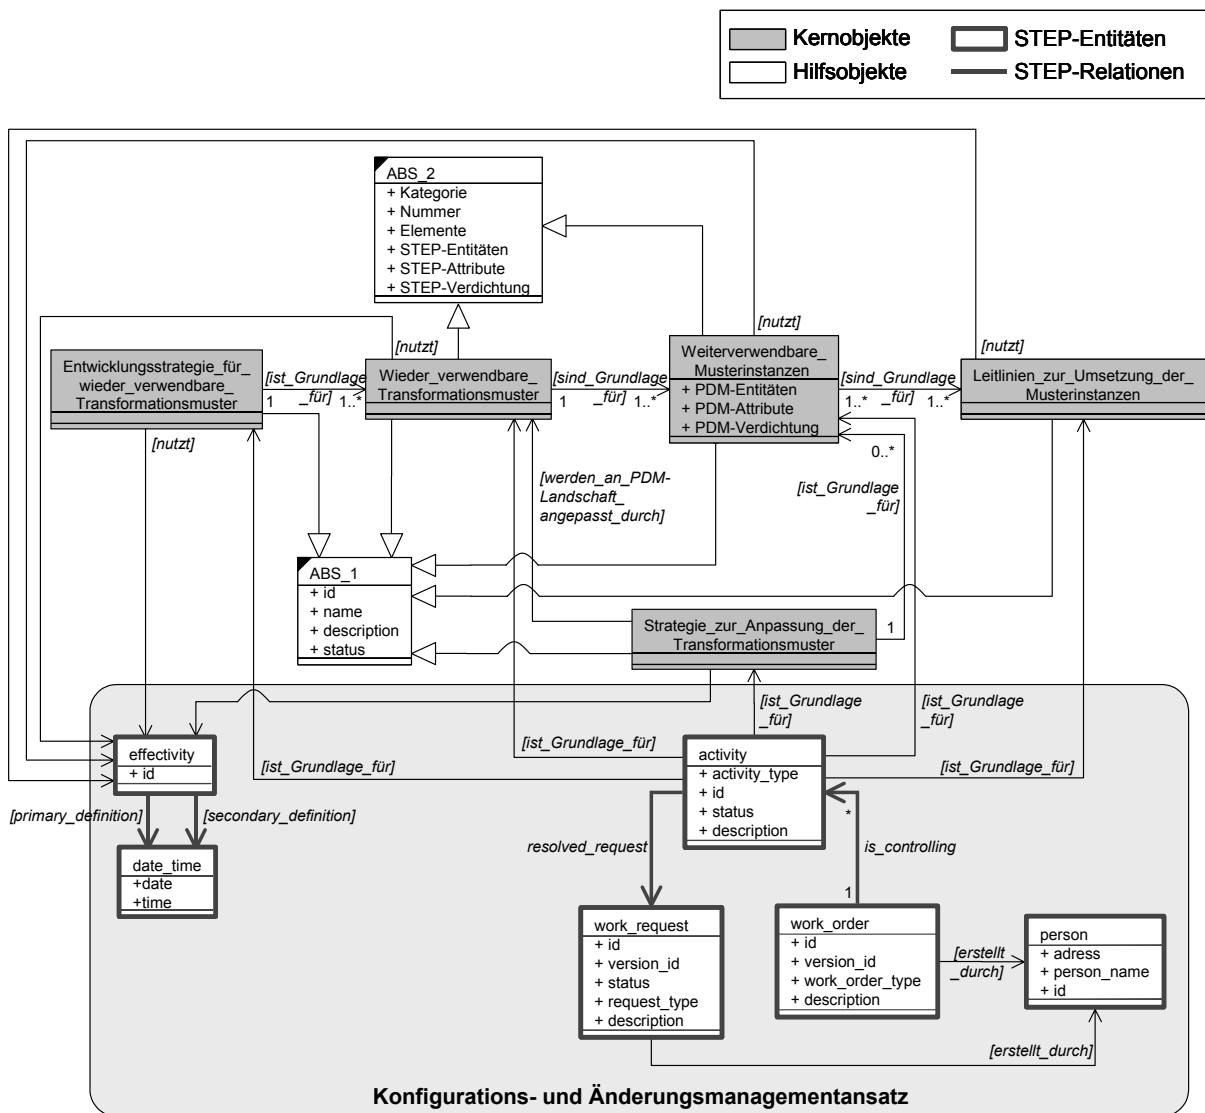 Kernobjekte
STEP-Entitäten
Hilfsobjekte
STEP-Relationen
ABS_2
+ Kategorie
+ Nummer
+ Elemente
+ STEP-Entitäten
+ STEP-Attribute
+ STEP-Verdichtung
[nutzt]
[nutzt]
[nutzt]
Entwicklungsstrategie_für_
wieder_verwendbare_
Transformationsmuster
[ist_Grundlage
_für]
1
1..*
Wieder_verwendbare_
Transformationsmuster
[sind_Grundlage
_für]
1
1..*
Weiterverwendbare_
Musterinstanzen
+ PDM-Entitäten
+ PDM-Attribute
+ PDM-Verdichtung
[sind_Grundlage
_für]
1..*
1..*
Leitlinien_zur_Umsetzung_der_
Musterinstanzen
[nutzt]
[werden_an_PDM-
Landschaft_
angepasst_durch]
0..*
[ist_Grundlage
_für]
ABS_1
+ id
+ name
+ description
+ status
Strategie_zur_Anpassung_der_
Transformationsmuster
1
[ist_Grundlage
_für]
[ist_Grundlage
_für]
effectivity
+ id
[ist_Grundlage_für]
[ist_Grundlage_für]
activity
+ activity_type
+ id
+ status
+ description
[ist_Grundlage_für]
[primary_definition]
[secondary_definition]
date_time
+date
+time
resolved_request
*
is_controlling
1
work_request
+ id
+ version_id
+ status
+ request_type
+ description
work_order
+ id
+ version_id
+ work_order_type
+ description
[erstellt
_durch]
person
+ adress
+ person_name
+ id
[erstellt_durch]
Konfigurations- und Änderungsmanagementansatz